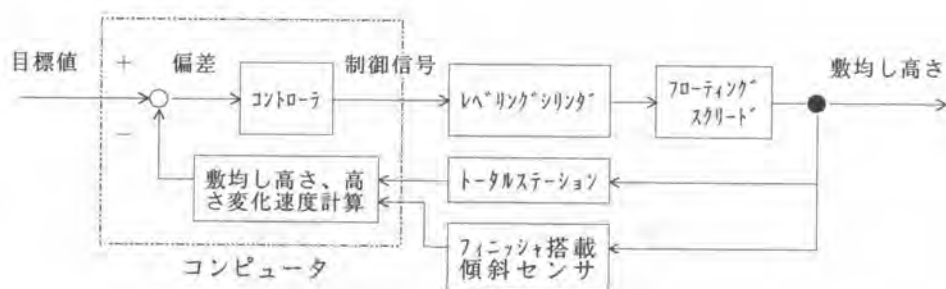 目標値
+
偏差
制御信号
敷均し高さ
コントローラ
レベリングシリンダ
フローティング
スクリード
−
敷均し高さ、高
さ変化速度計算
トータルステーション
フィニッシャ搭載
傾斜センサ
コンピュータ